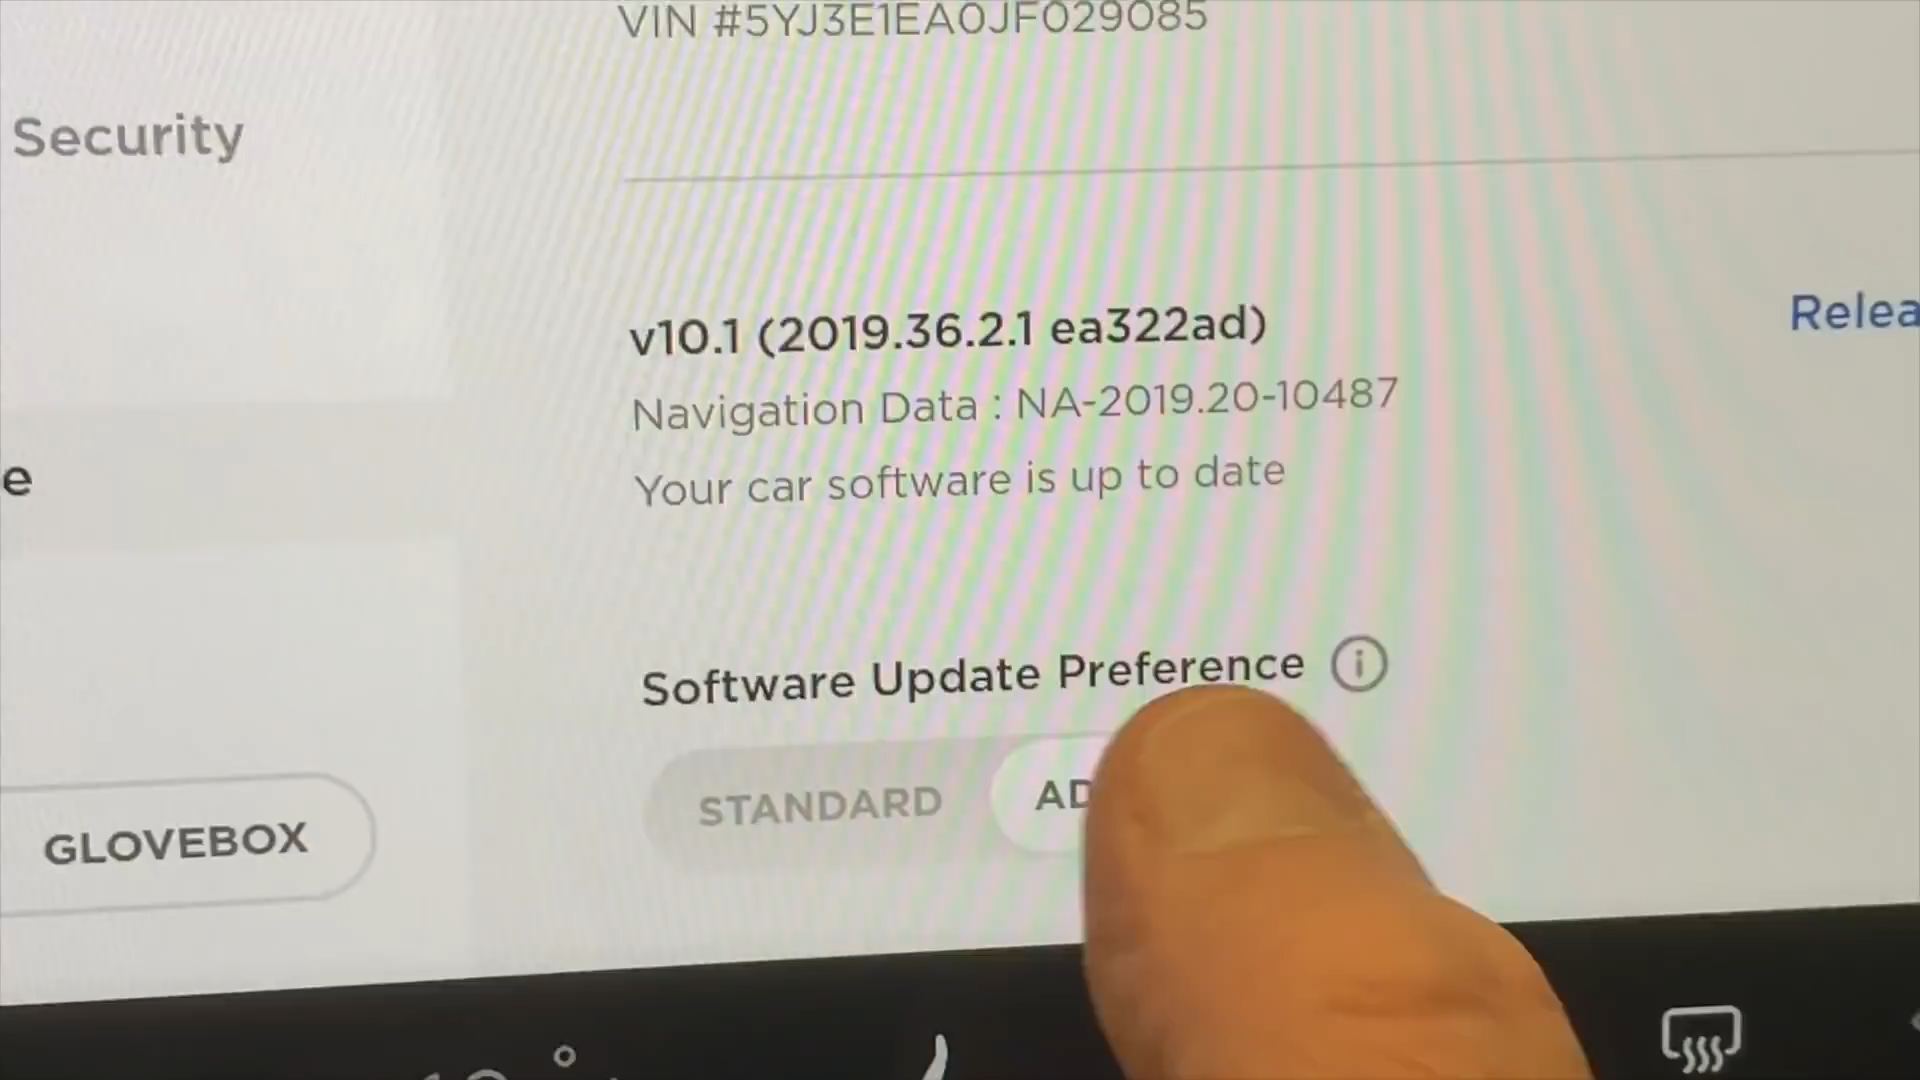 VIN #5YJ3E1EA0JF029085
Security
v10.1 (2019.36.2.1 ea322ad)
Relea
Navigation Data : NA-2019.20-10487
e
Your car software is up to date
Software Update Preference i
STANDARD
AD
GLOVEBOX